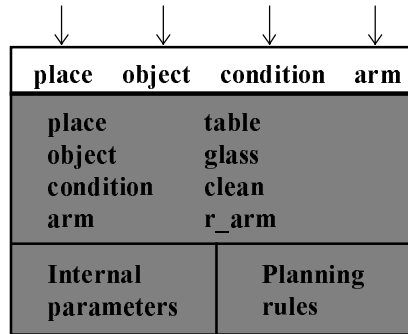 place object condition arm
place table
object glass
condition clean
arm r_arm
Internal Planning
parameters rules